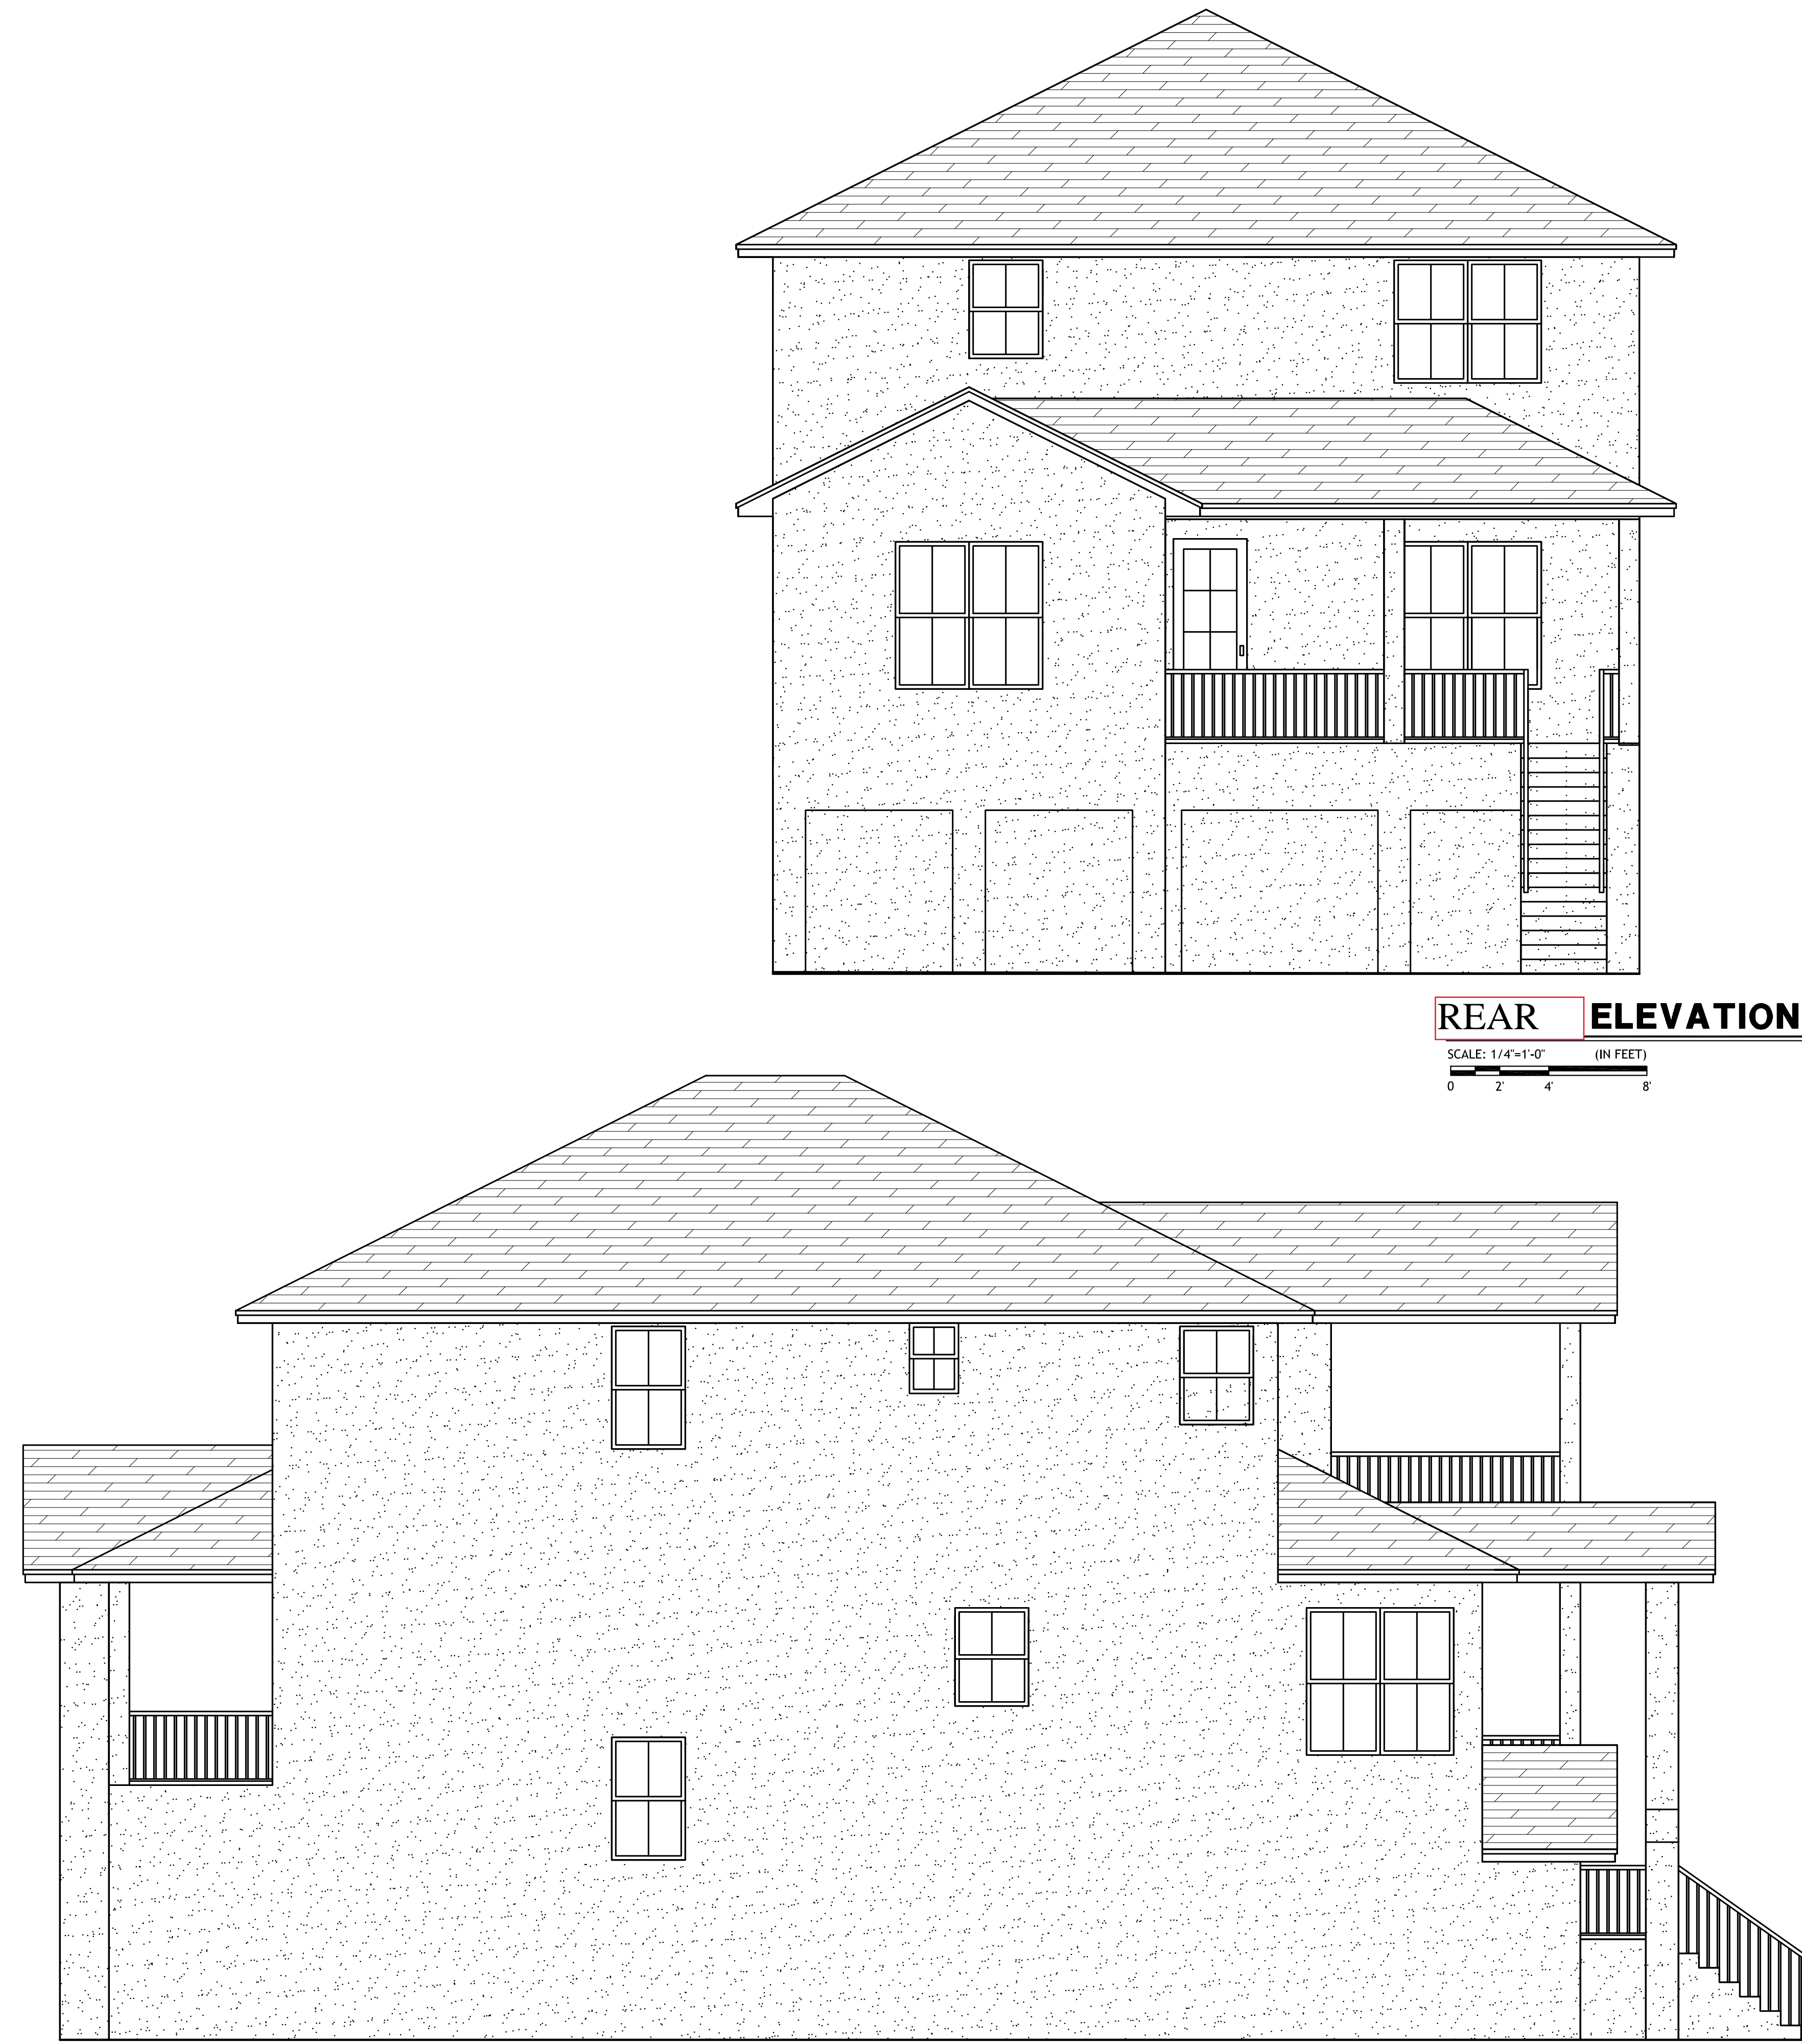 REAR ELEVATION
SCALE: 1/4"=1'-0" (IN FEET)
0 2' 4' 8'